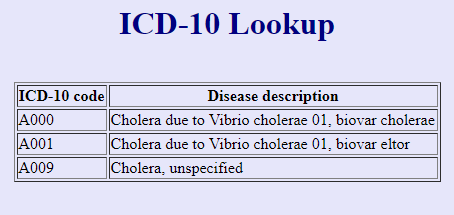 ICD-10 Lookup
ICD-10 code Disease description
A000 Cholera due to Vibrio cholerae 01, biovar cholerae
A001 Cholera due to Vibrio cholerae 01, biovar eltor
A009 Cholera, unspecified